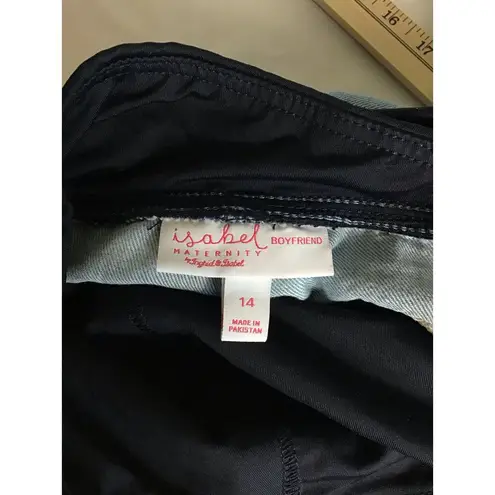 16 17
isabel BOYFRIEND
MATERNITY
by Ingrid & Isabel
14
MADE IN
PAKISTAN